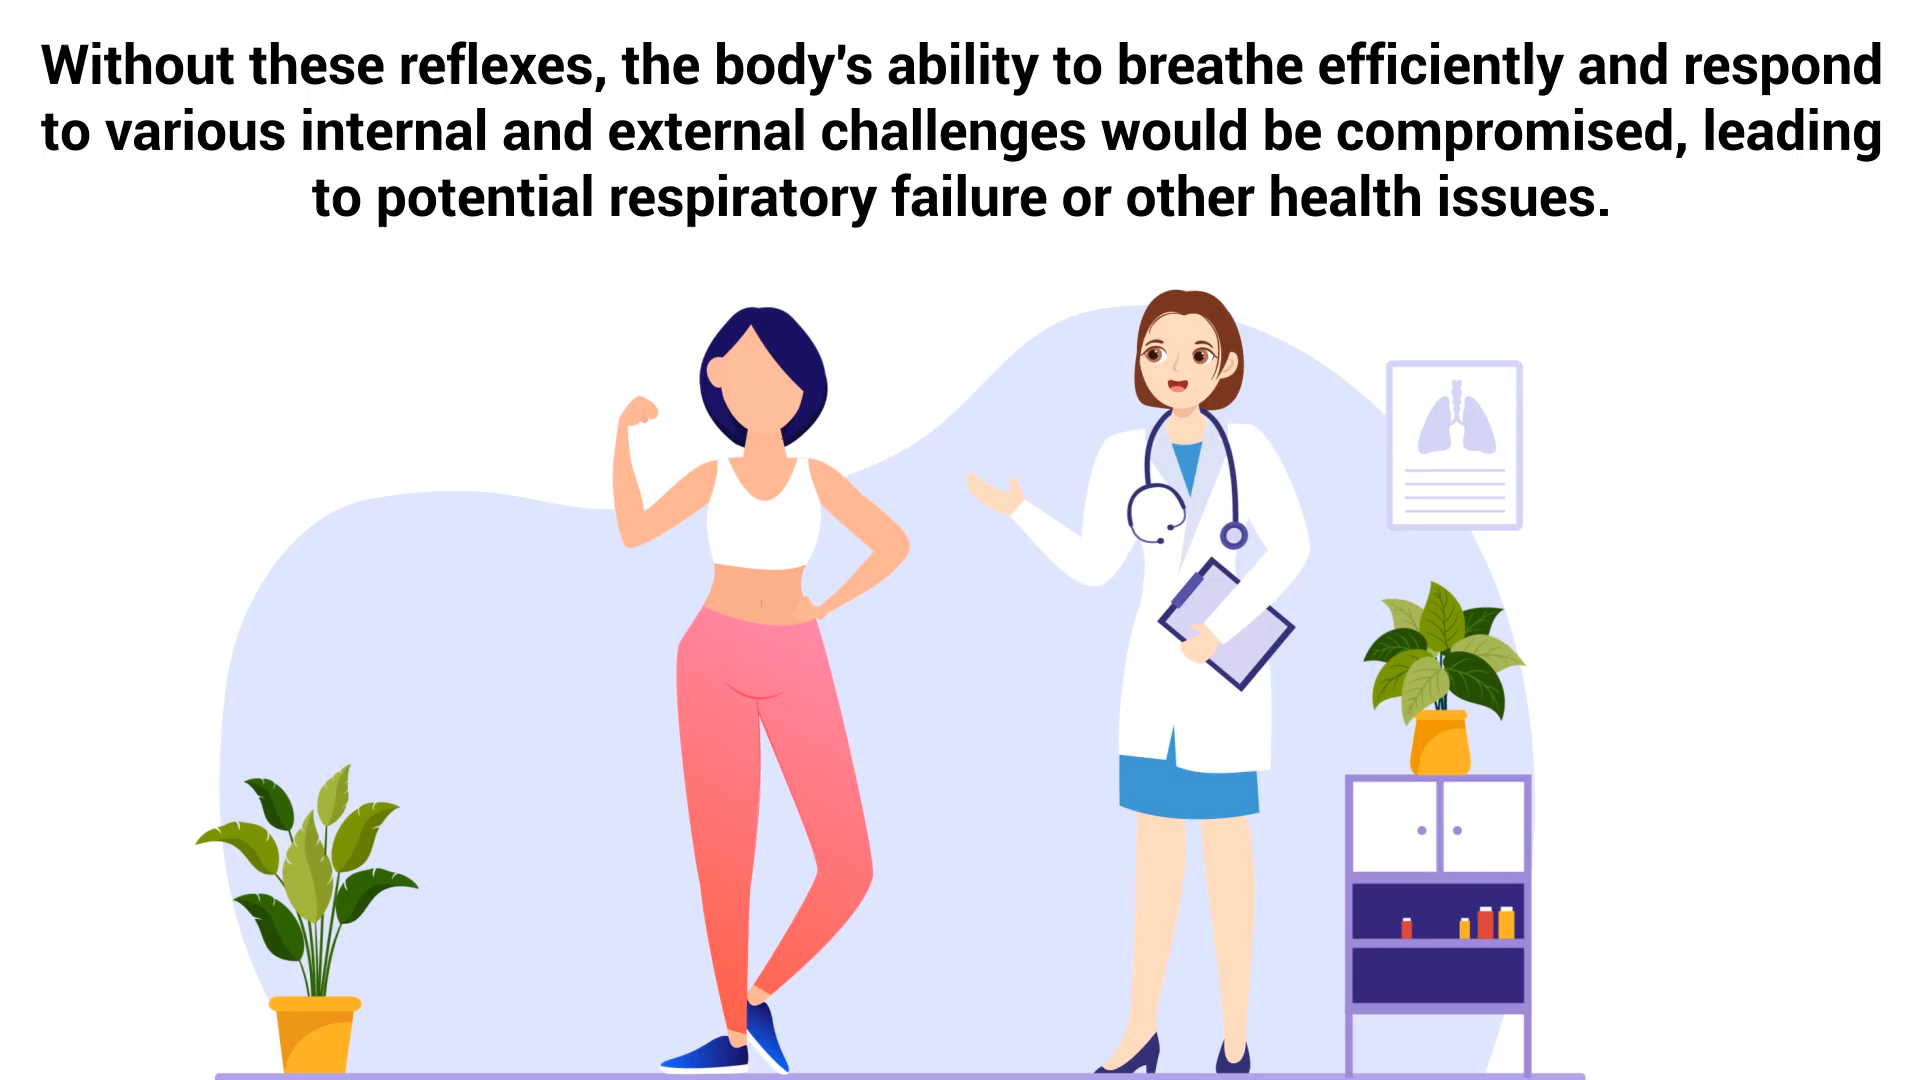 Without these reflexes, the body's ability to breathe efficiently and respond
to various internal and external challenges would be compromised, leading
to potential respiratory failure or other health issues.